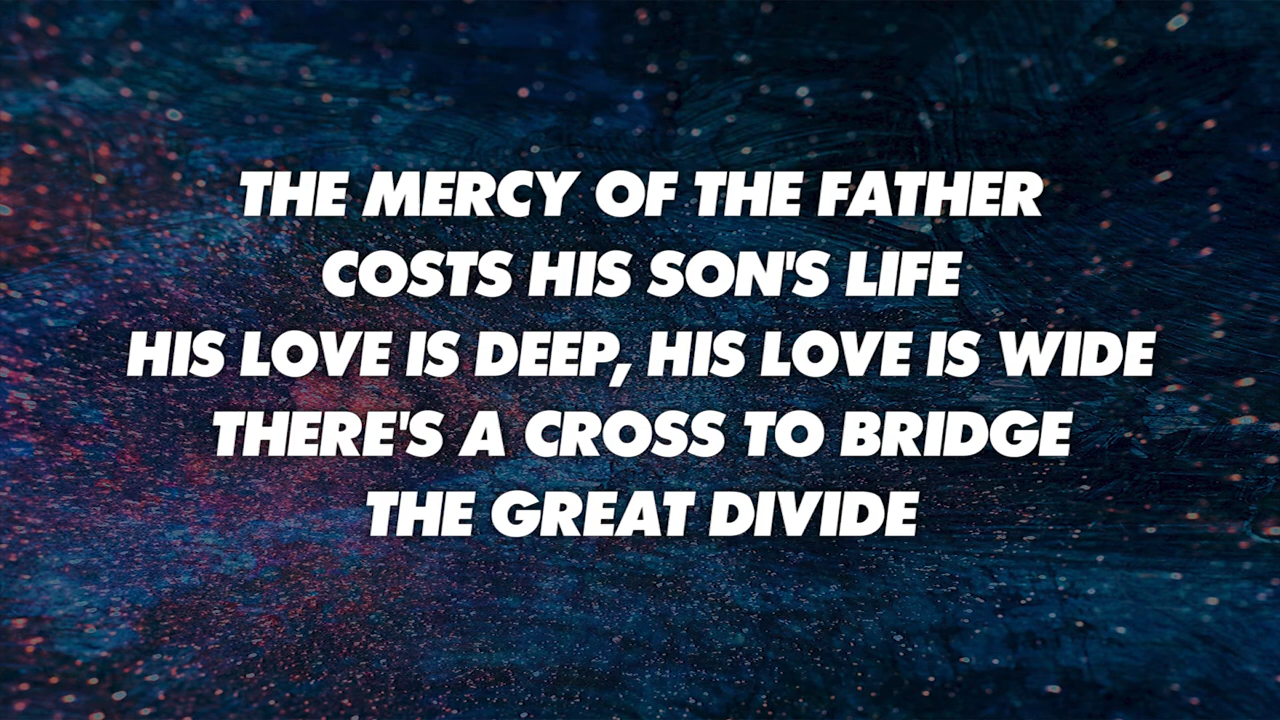 THE MERCY OF THE FATHER
COSTS HIS SON'S LIFE
HIS LOVE IS DEEP, HIS LOVE IS WIDE
THERE'S A CROSS TO BRIDGE
THE GREAT DIVIDE